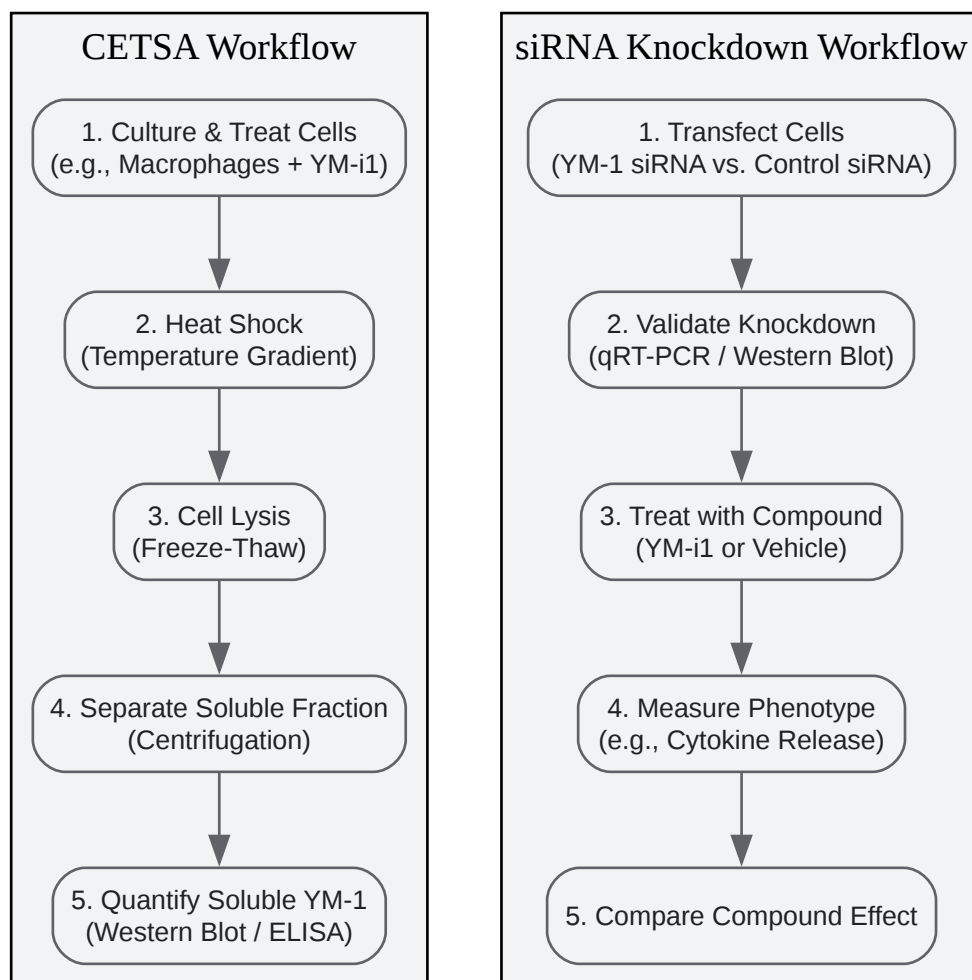 CETSA Workflow
1. Culture & Treat Cells
(e.g., Macrophages + YM-i1)
2. Heat Shock
(Temperature Gradient)
3. Cell Lysis
(Freeze-Thaw)
4. Separate Soluble Fraction
(Centrifugation)
5. Quantify Soluble YM-1
(Western Blot / ELISA)
siRNA Knockdown Workflow
1. Transfect Cells
(YM-1 siRNA vs. Control siRNA)
2. Validate Knockdown
(qRT-PCR / Western Blot)
3. Treat with Compound
(YM-i1 or Vehicle)
4. Measure Phenotype
(e.g., Cytokine Release)
5. Compare Compound Effect